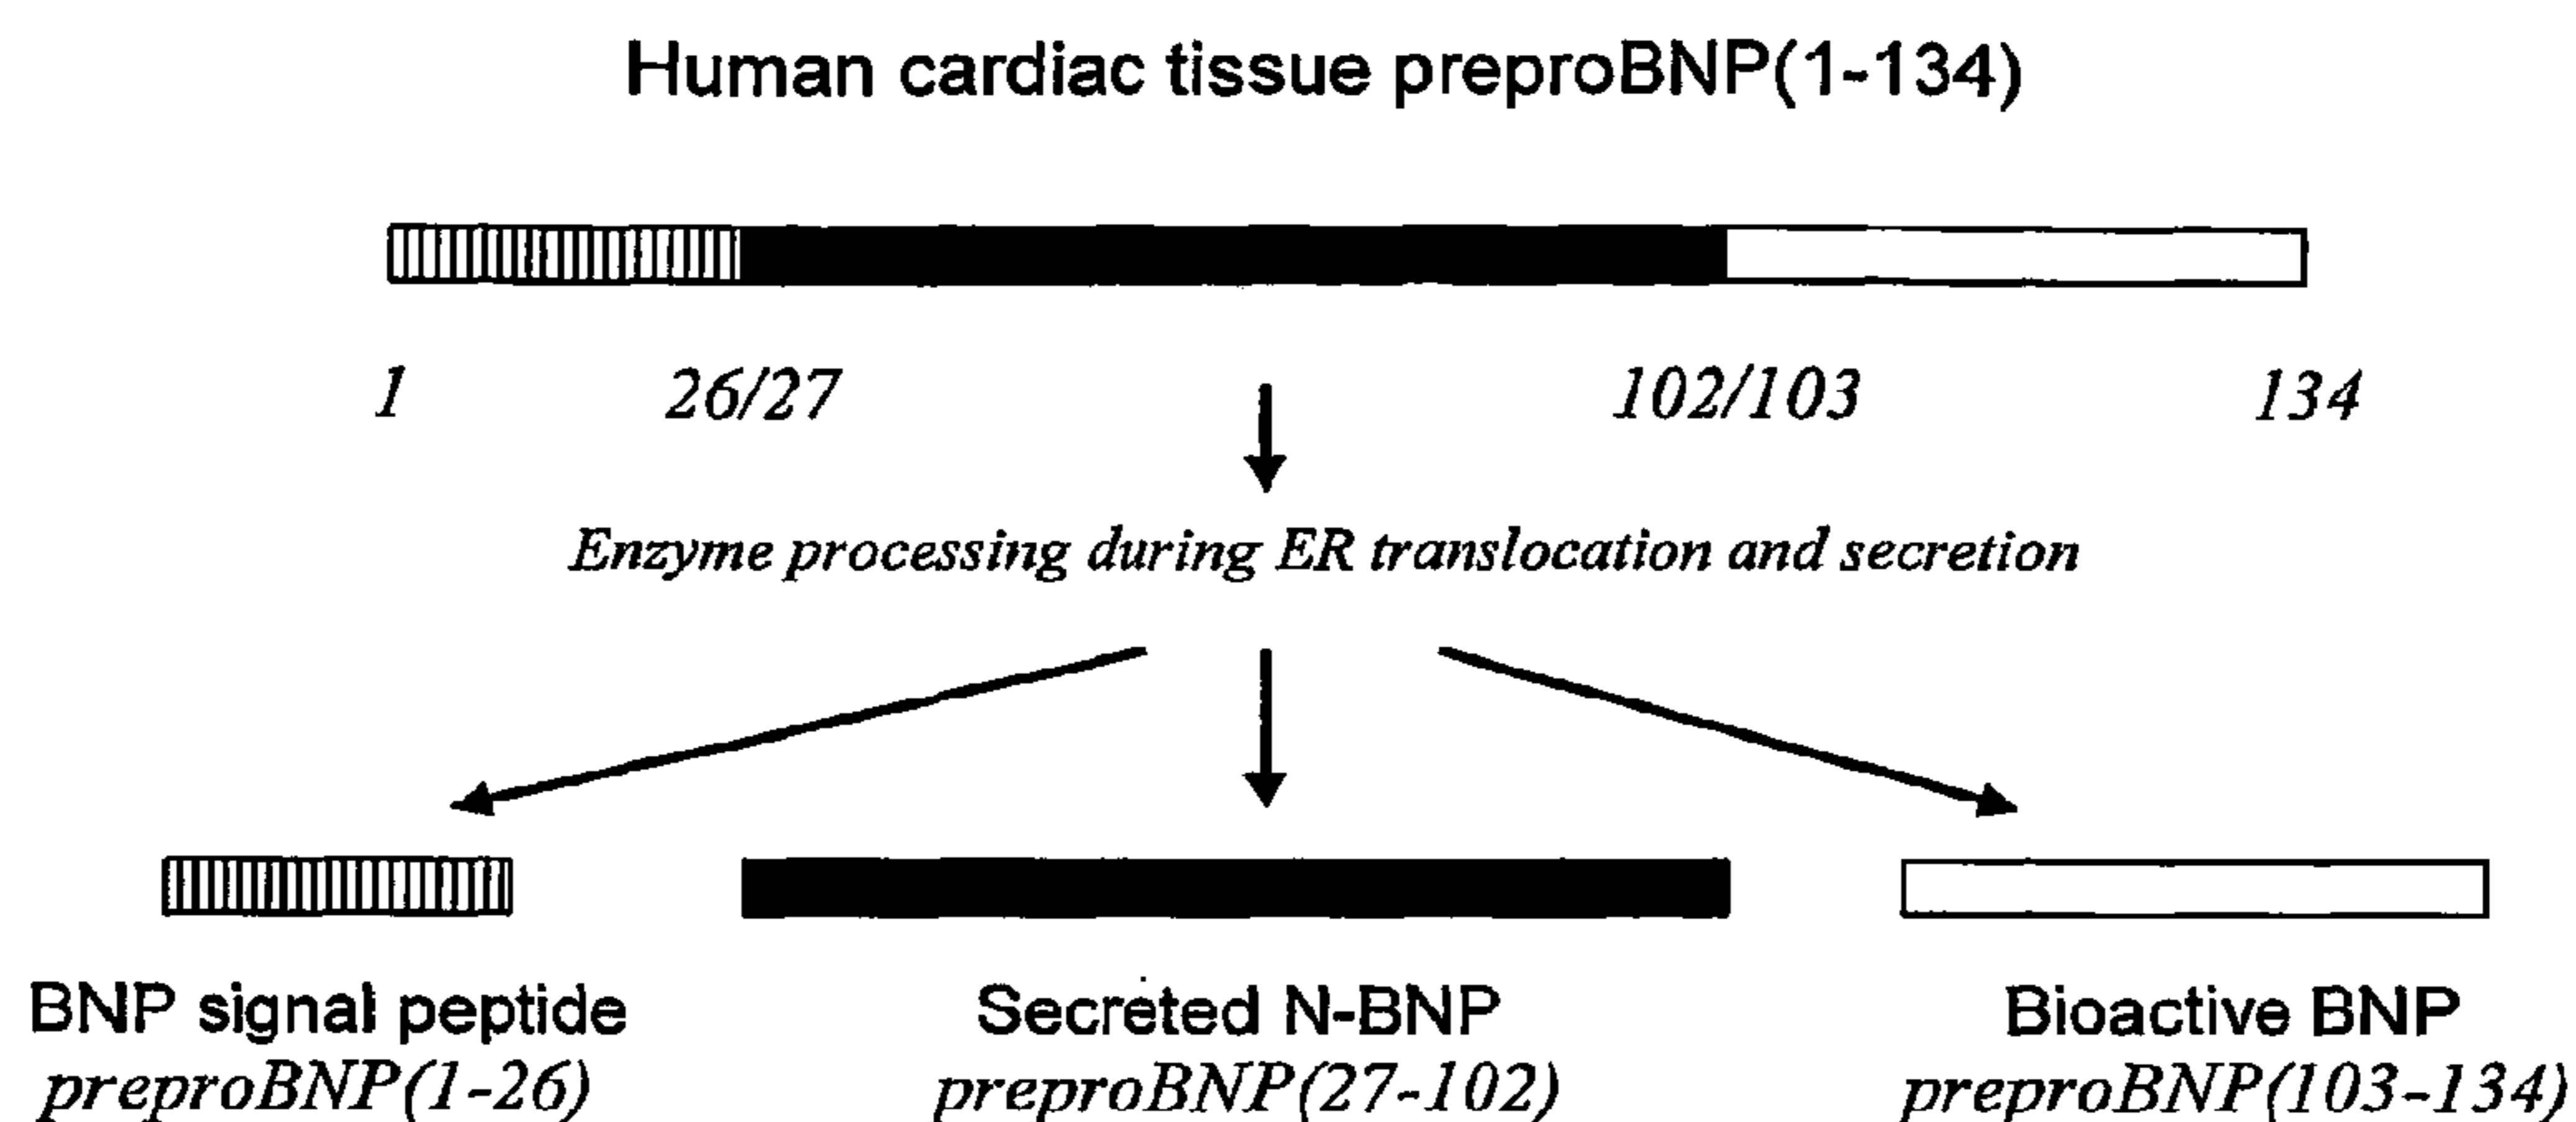 Human cardiac tissue preproBNP(1-134)
1 26/27 102/103 134
Enzyme processing during ER translocation and secretion
BNP signal peptide Secreted N-BNP Bioactive BNP
preproBNP(1-26) preproBNP(27-102) preproBNP(103-134)